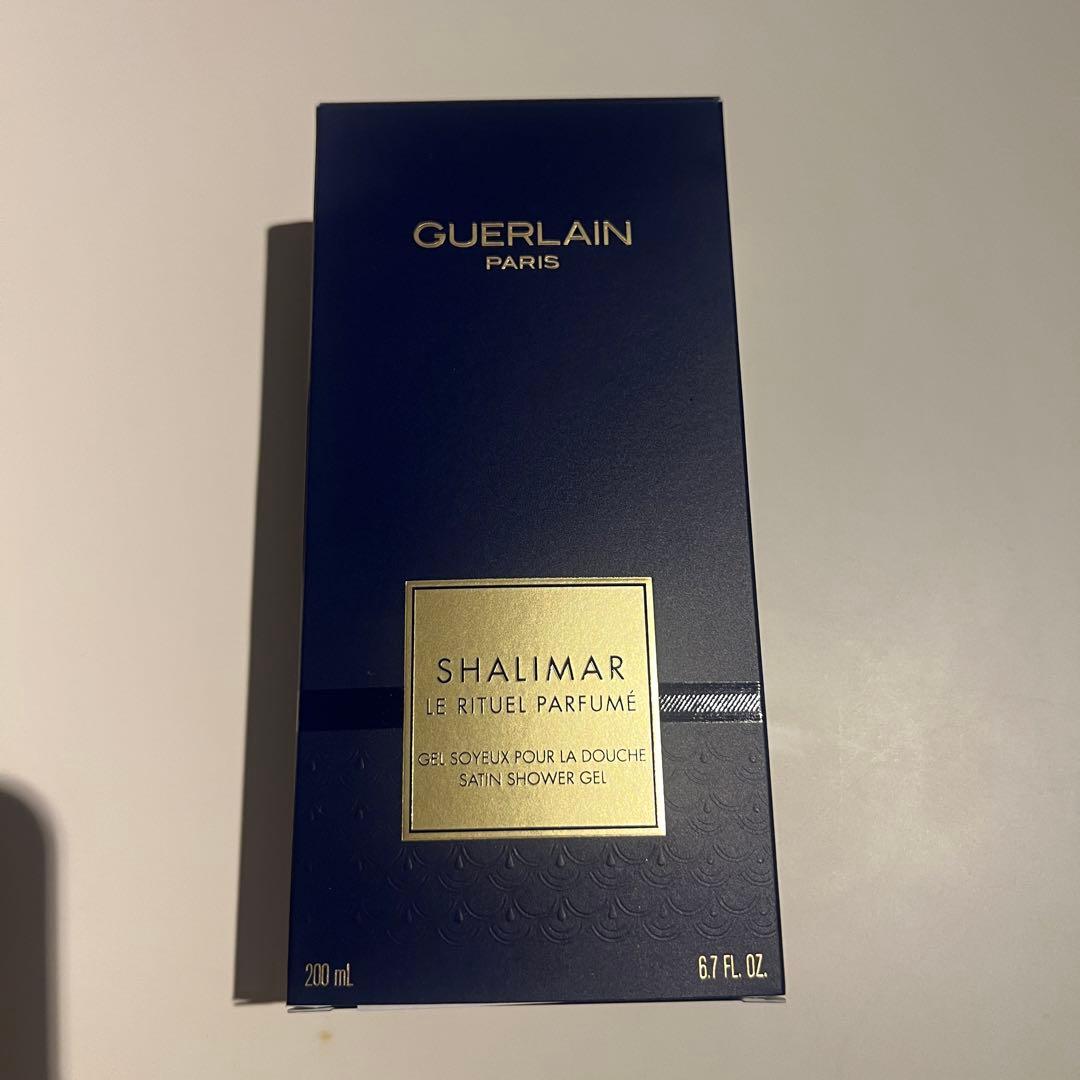 GUERLAIN
PARIS
SHALIMAR
LE RITUEL PARFUMÉ
GEL SOYEUX POUR LA DOUCHE
SATIN SHOWER GEL
200 mL
6.7 FL. OZ.